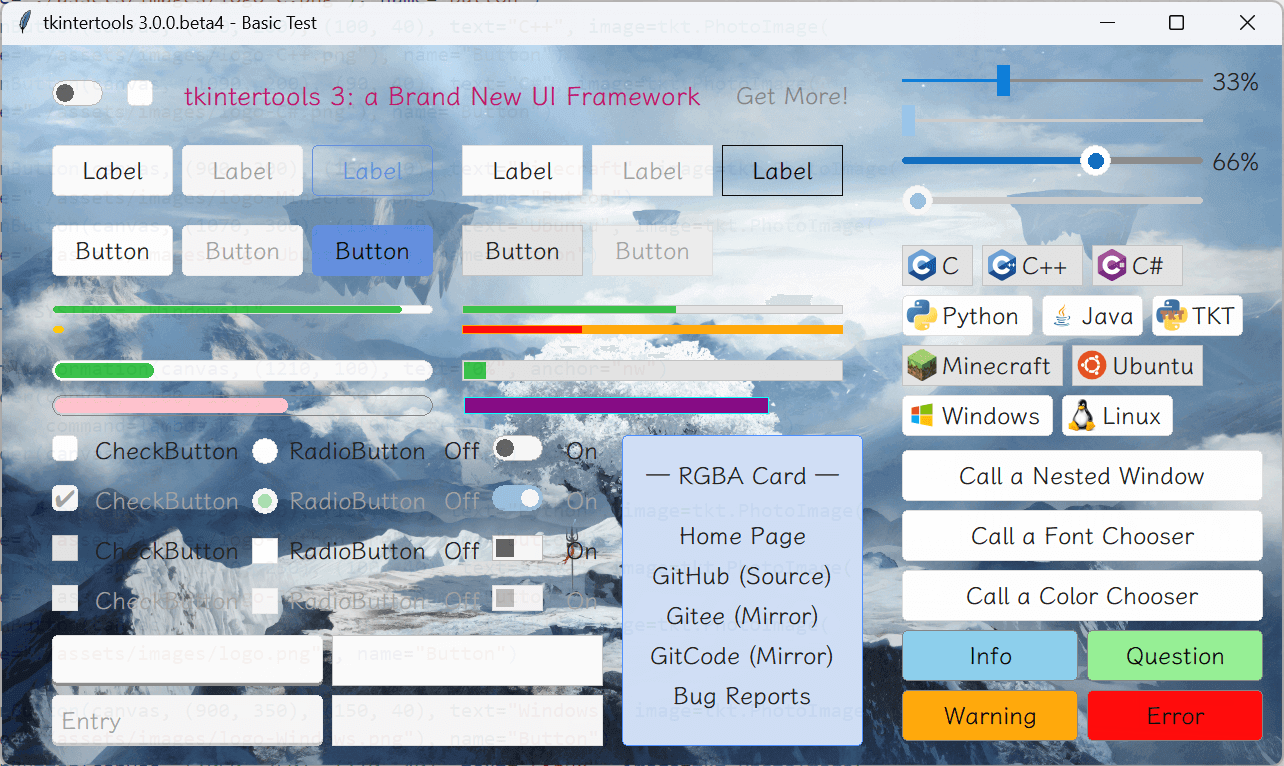 tkintertools 3.0.0.beta4 - Basic Test
tkintertools 3: a Brand New UI Framework
Get More!
33%
66%
Label Label Label Label Label Label
Button Button Button Button Button
C C++ C#
Python Java TKT
Minecraft Ubuntu
Windows Linux
CheckButton RadioButton Off On
CheckButton RadioButton Off On
CheckButton RadioButton Off On
CheckButton RadioButton Off On
Entry
— RGBA Card —
Home Page
GitHub (Source)
Gitee (Mirror)
GitCode (Mirror)
Bug Reports
Call a Nested Window
Call a Font Chooser
Call a Color Chooser
Info Question
Warning Error